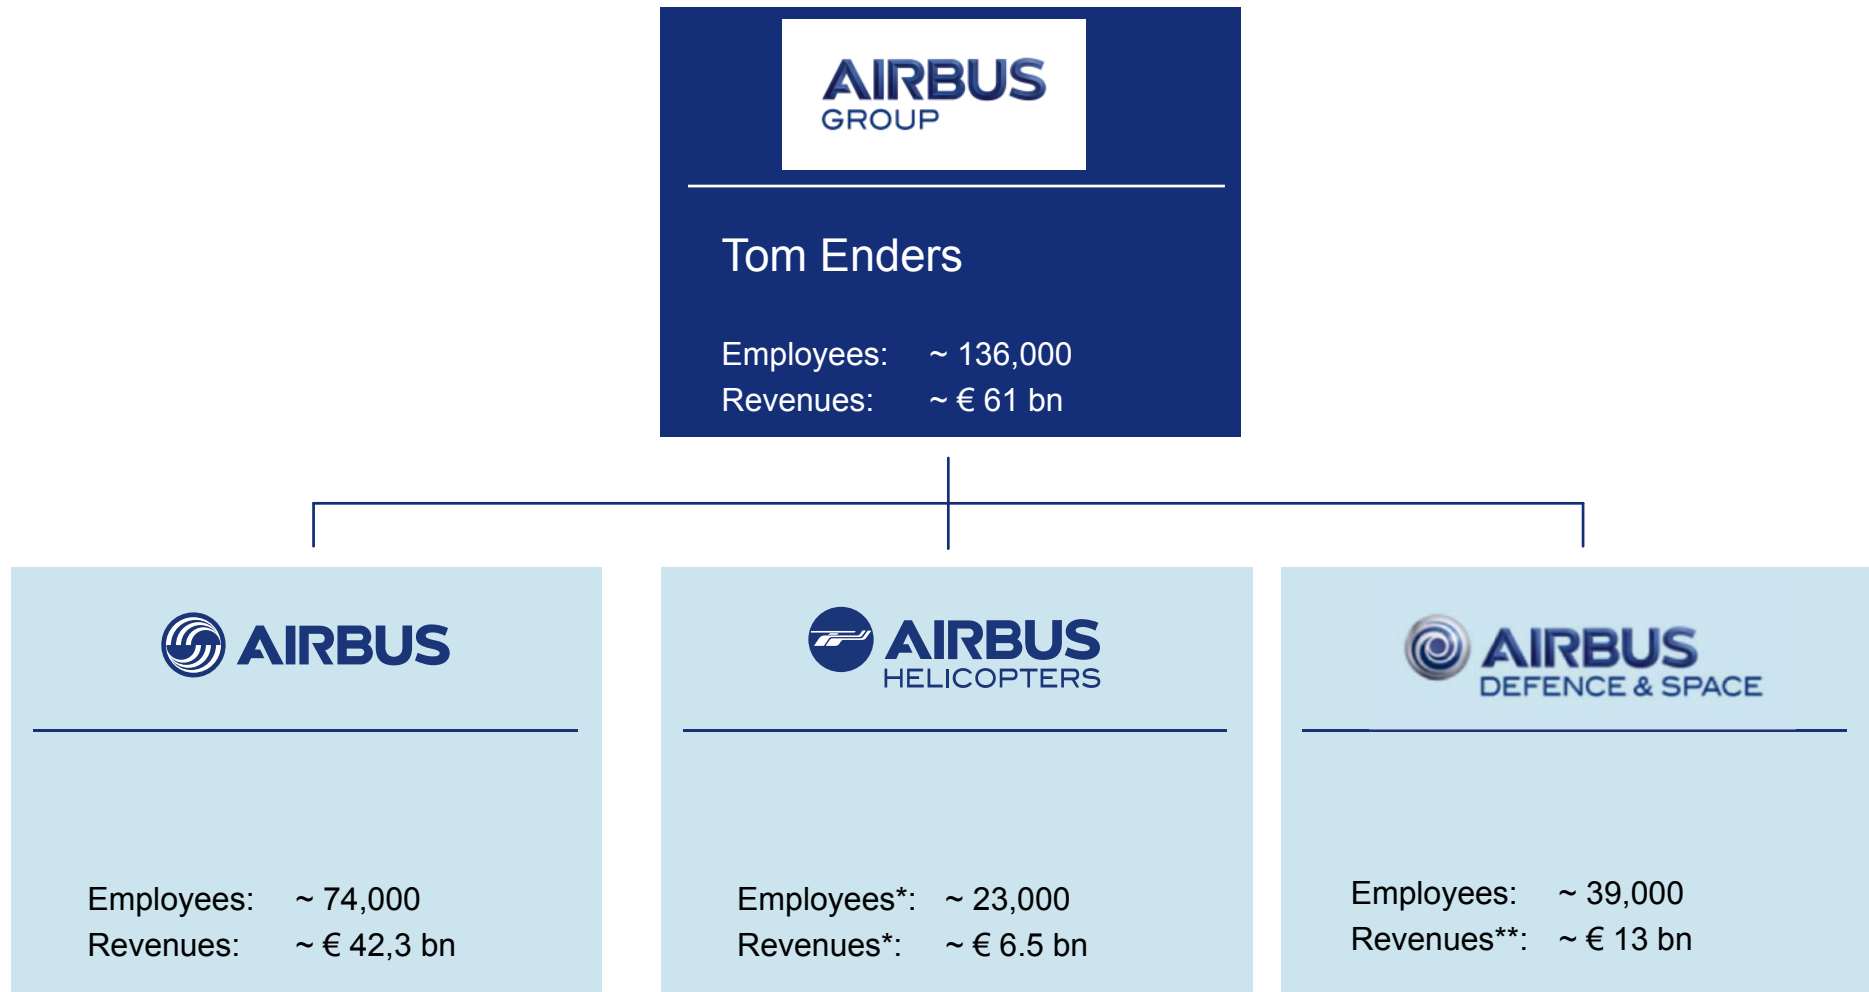 AIRBUS
GROUP
Tom Enders
Employees: ~ 136,000
Revenues: ~ € 61 bn
AIRBUS
Employees: ~ 74,000
Revenues: ~ € 42,3 bn
AIRBUS
HELICOPTERS
Employees*: ~ 23,000
Revenues*: ~ € 6.5 bn
AIRBUS
DEFENCE & SPACE
Employees: ~ 39,000
Revenues**: ~ € 13 bn